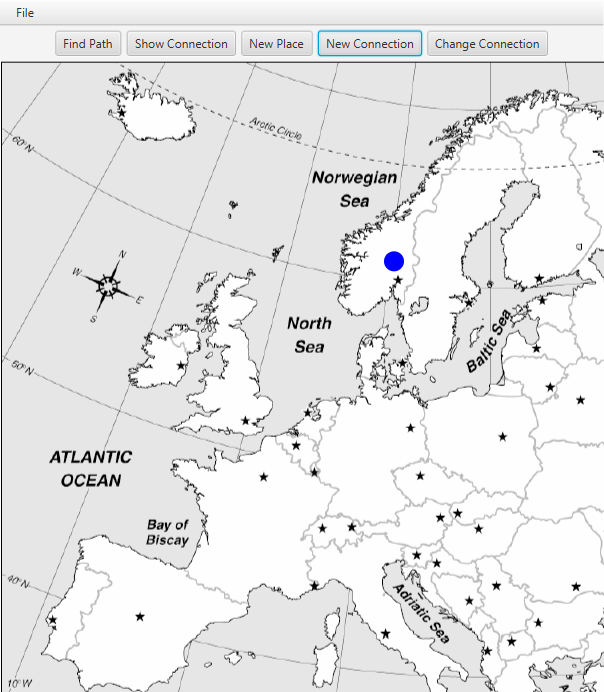 File
Find Path
Show Connection
New Place
New Connection
Change Connection
Arctic Circle
60°N
Norwegian
Sea
N
W
E
S
North
Sea
Baltic Sea
50°N
ATLANTIC
OCEAN
Bay of
Biscay
Adriatic Sea
40°N
10°W